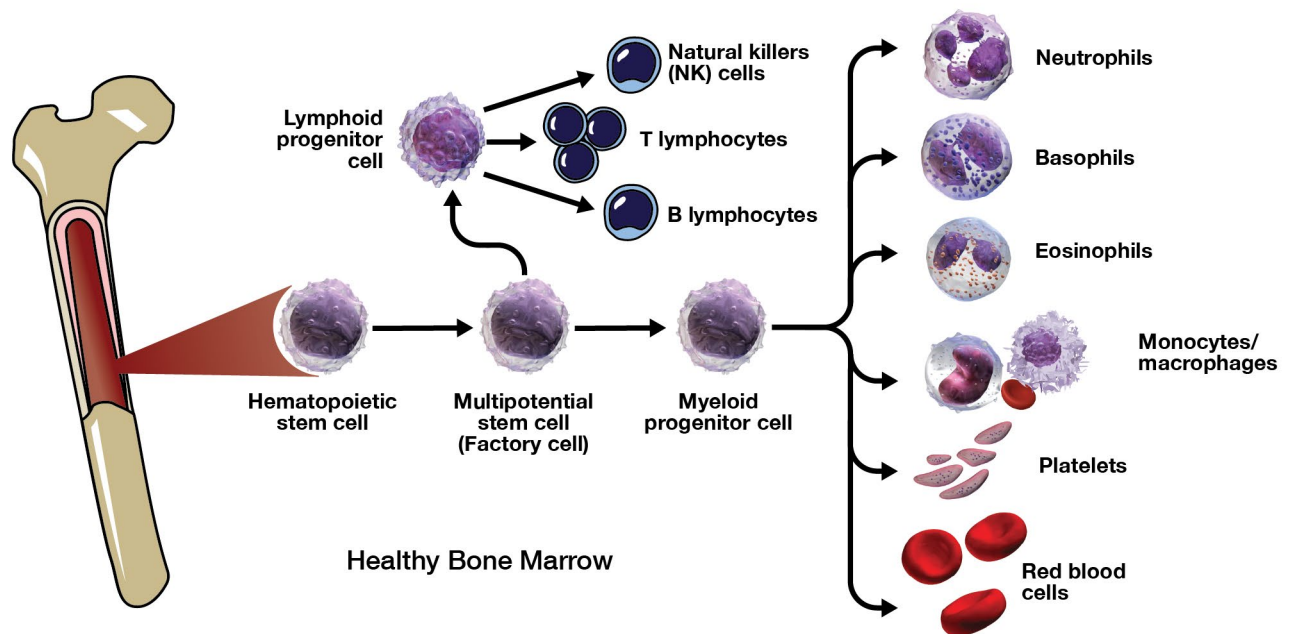 Natural killers
(NK) cells
Lymphoid
progenitor
cell
T lymphocytes
B lymphocytes
Hematopoietic
stem cell
Multipotential
stem cell
(Factory cell)
Myeloid
progenitor cell
Neutrophils
Basophils
Eosinophils
Monocytes/
macrophages
Platelets
Red blood
cells
Healthy Bone Marrow